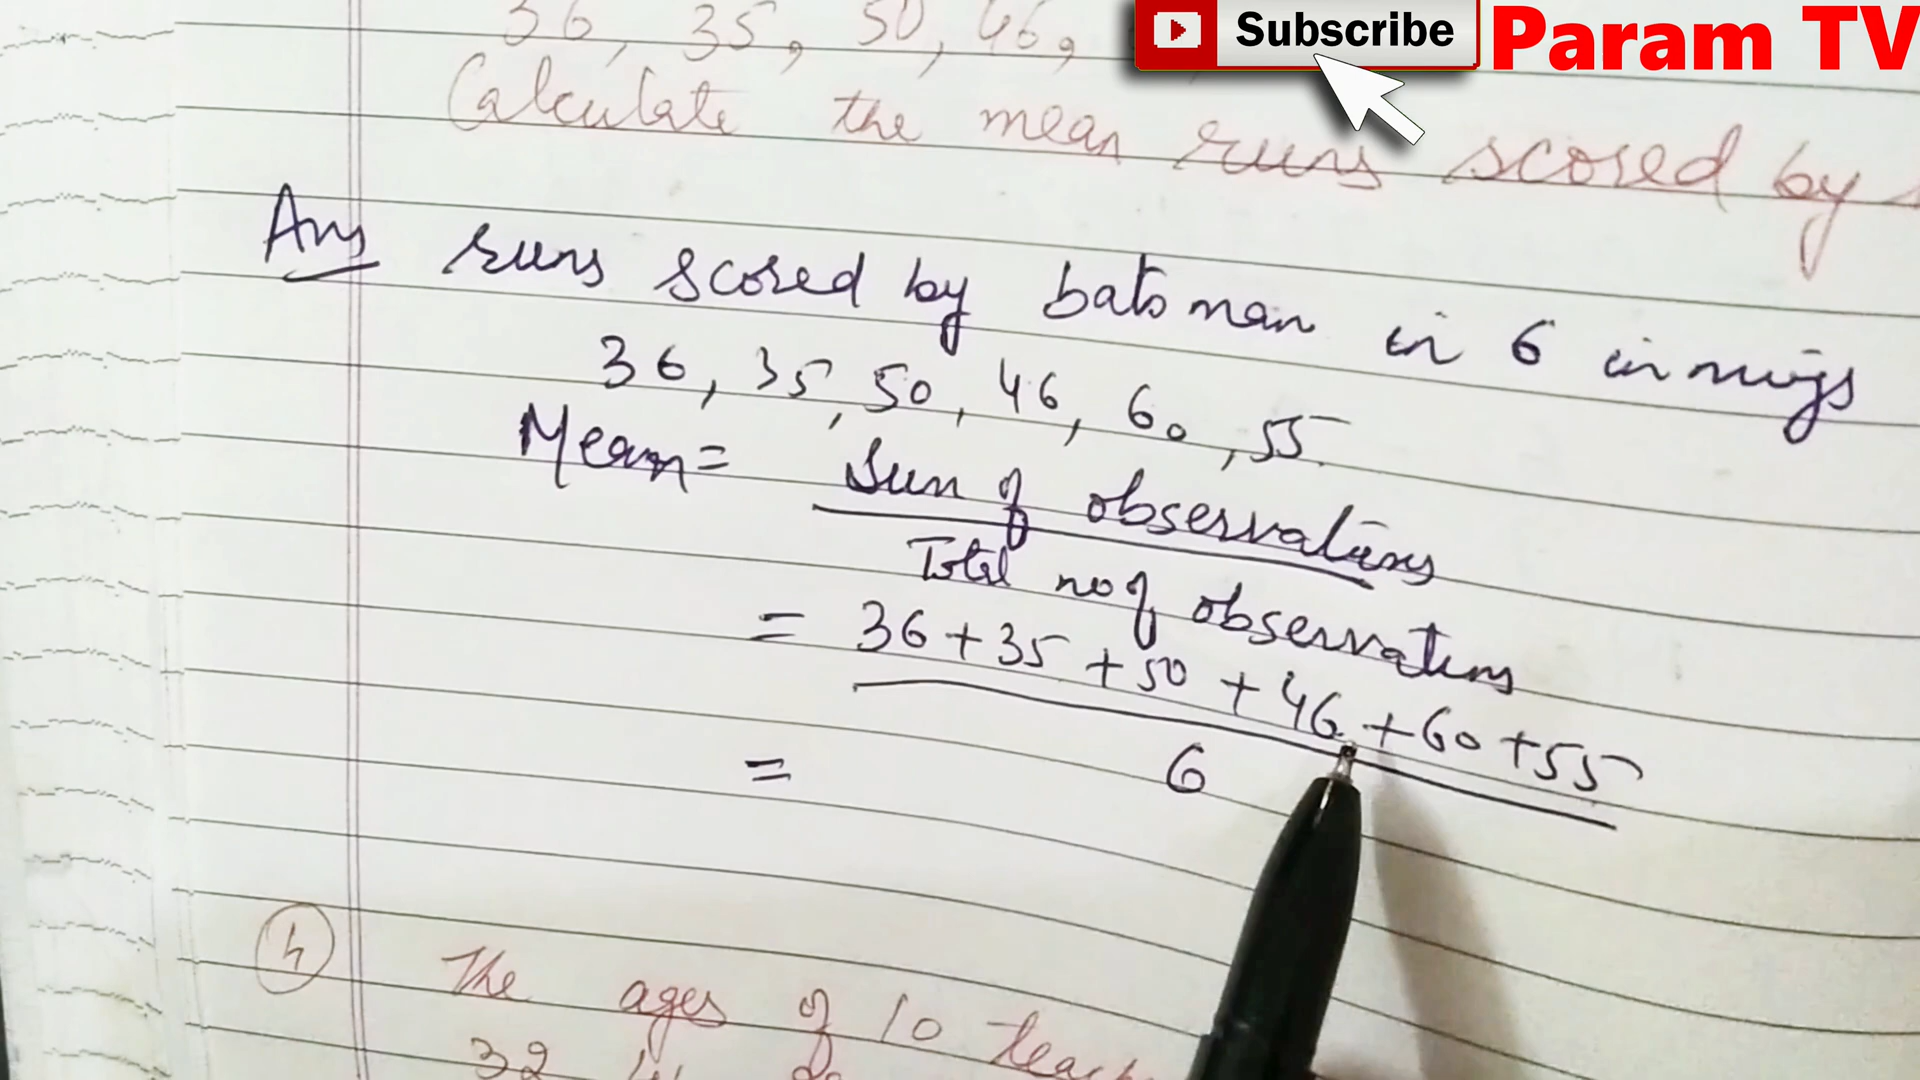 36, 35, 50, 46,
Subscribe
Param TV
Calculate the mean runs scored by
Ans runs scored by batsman in 6 innings
36, 35, 50, 46, 60, 55
Mean = Sum of observations
Total no of observations
= 36 + 35 + 50 + 46 + 60 + 55
= 6
4 The ages of 10
32